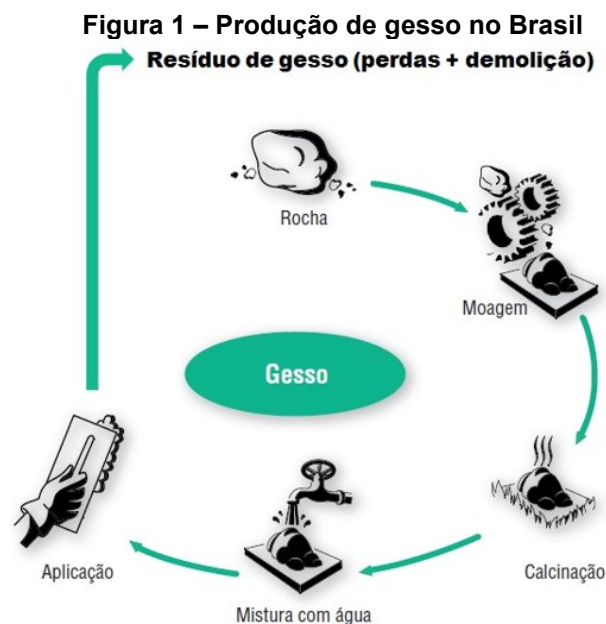 Figura 1 – Produção de gesso no Brasil
Resíduo de gesso (perdas + demolição)
Rocha
Moagem
Gesso
Aplicação
Calcinação
Mistura com água